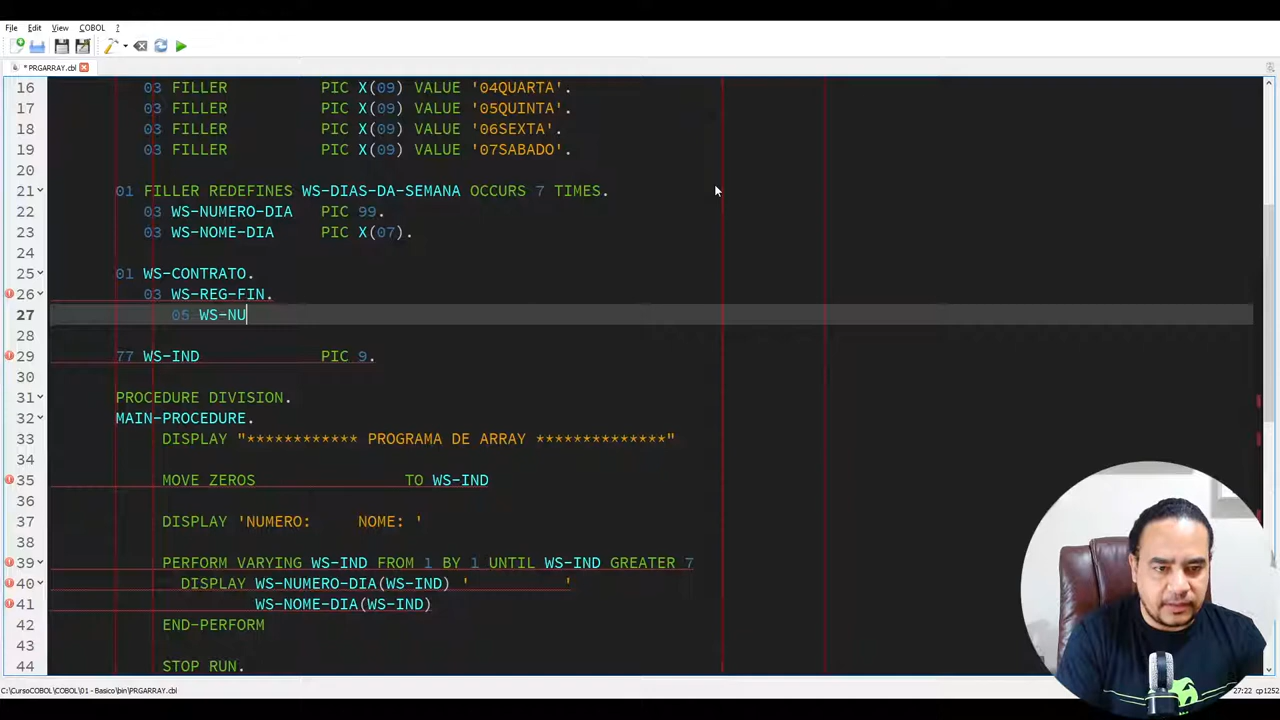 File Edit View COBOL ?
* PRGARRAY.cbl
16 03 FILLER PIC X(09) VALUE '04QUARTA'.
17 03 FILLER PIC X(09) VALUE '05QUINTA'.
18 03 FILLER PIC X(09) VALUE '06SEXTA'.
19 03 FILLER PIC X(09) VALUE '07SABADO'.
20
21 01 FILLER REDEFINES WS-DIAS-DA-SEMANA OCCURS 7 TIMES.
22 03 WS-NUMERO-DIA PIC 99.
23 03 WS-NOME-DIA PIC X(07).
24
25 01 WS-CONTRATO.
26 03 WS-REG-FIN.
27 05 WS-NU
28
29 77 WS-IND PIC 9.
30
31 PROCEDURE DIVISION.
32 MAIN-PROCEDURE.
33 DISPLAY "************ PROGRAMA DE ARRAY **************"
34
35 MOVE ZEROS TO WS-IND
36
37 DISPLAY 'NUMERO: NOME: '
38
39 PERFORM VARYING WS-IND FROM 1 BY 1 UNTIL WS-IND GREATER 7
40 DISPLAY WS-NUMERO-DIA(WS-IND) ' '
41 WS-NOME-DIA(WS-IND)
42 END-PERFORM
43
44 STOP RUN.
C:\CursoCOBOL\COBOL\01 - Basico\bin\PRGARRAY.cbl
27:22 cp1252